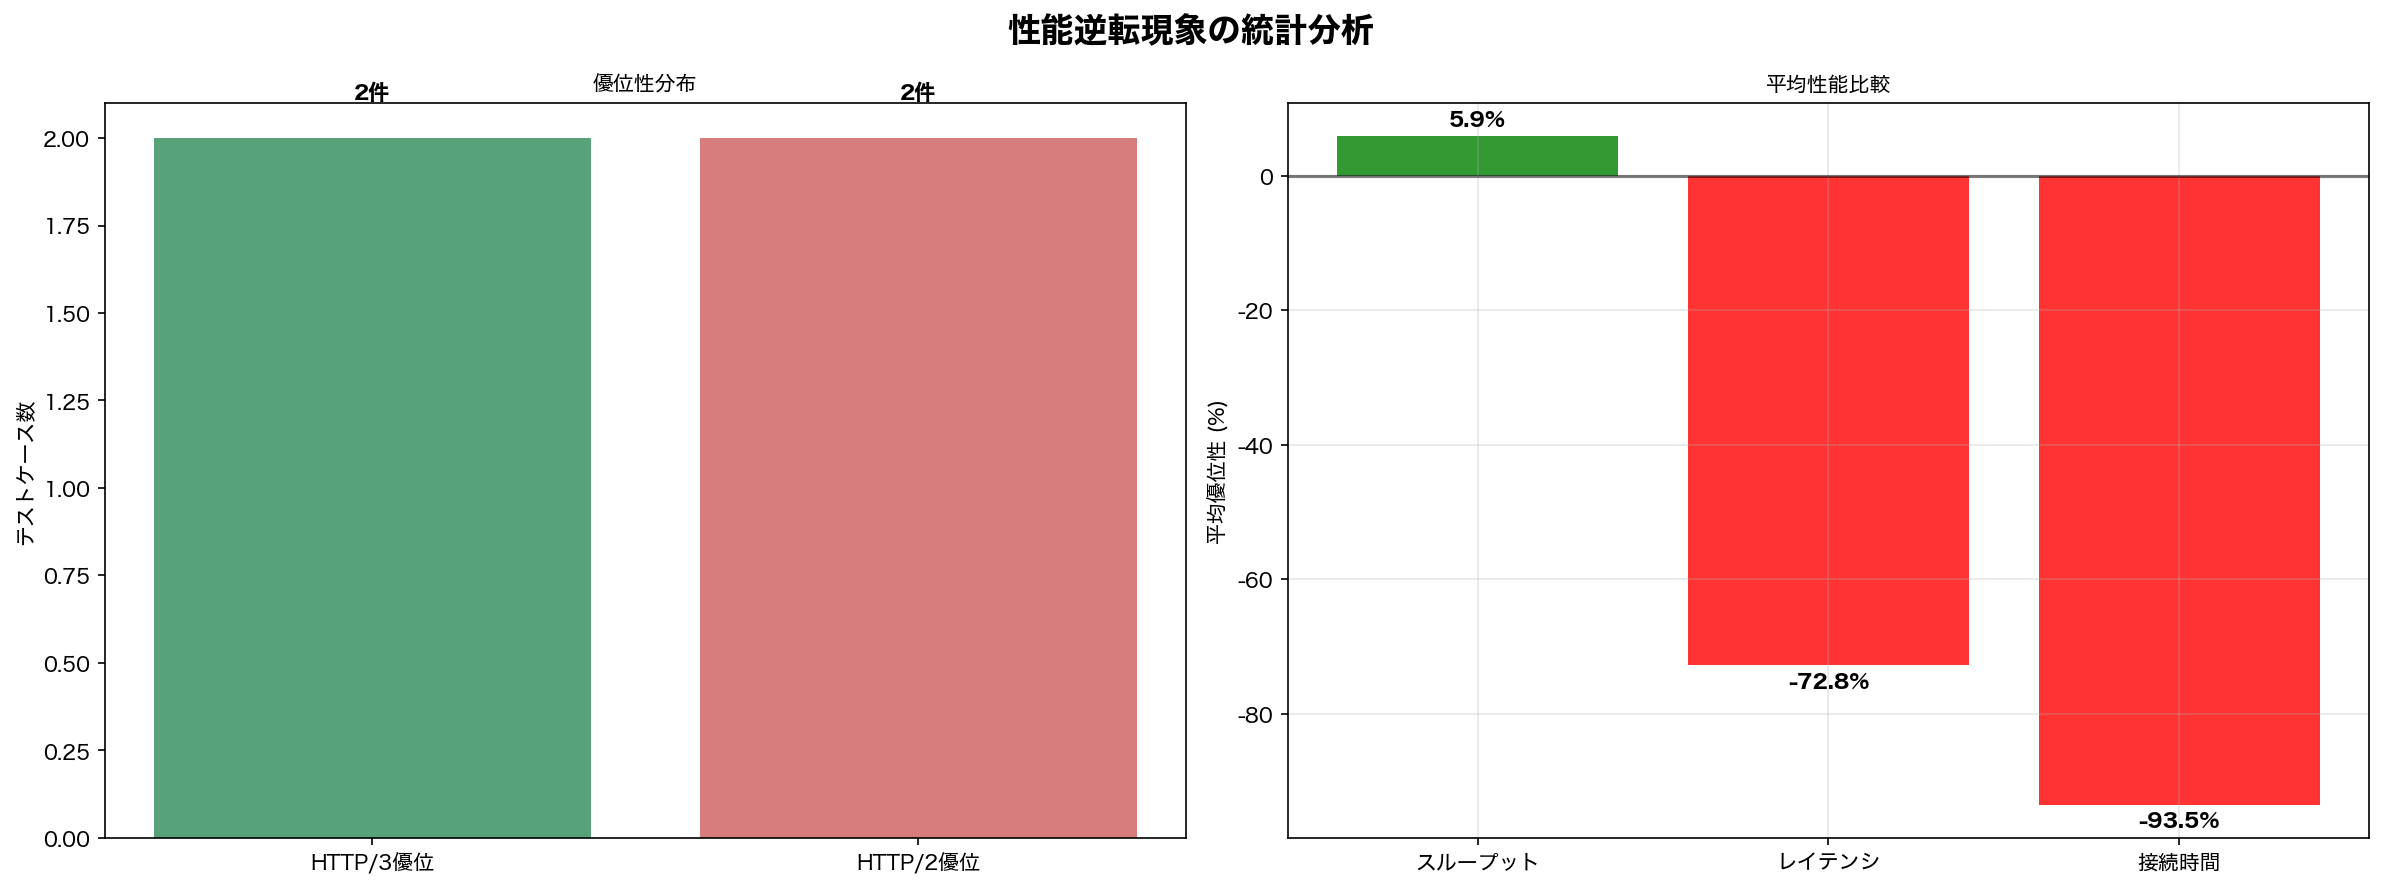 性能逆転現象の統計分析
優位性分布
2件
2件
テストケース数
2.00
1.75
1.50
1.25
1.00
0.75
0.50
0.25
0.00
HTTP/3優位
HTTP/2優位
平均性能比較
平均優位性 (%)
0
-20
-40
-60
-80
5.9%
-72.8%
-93.5%
スループット
レイテンシ
接続時間